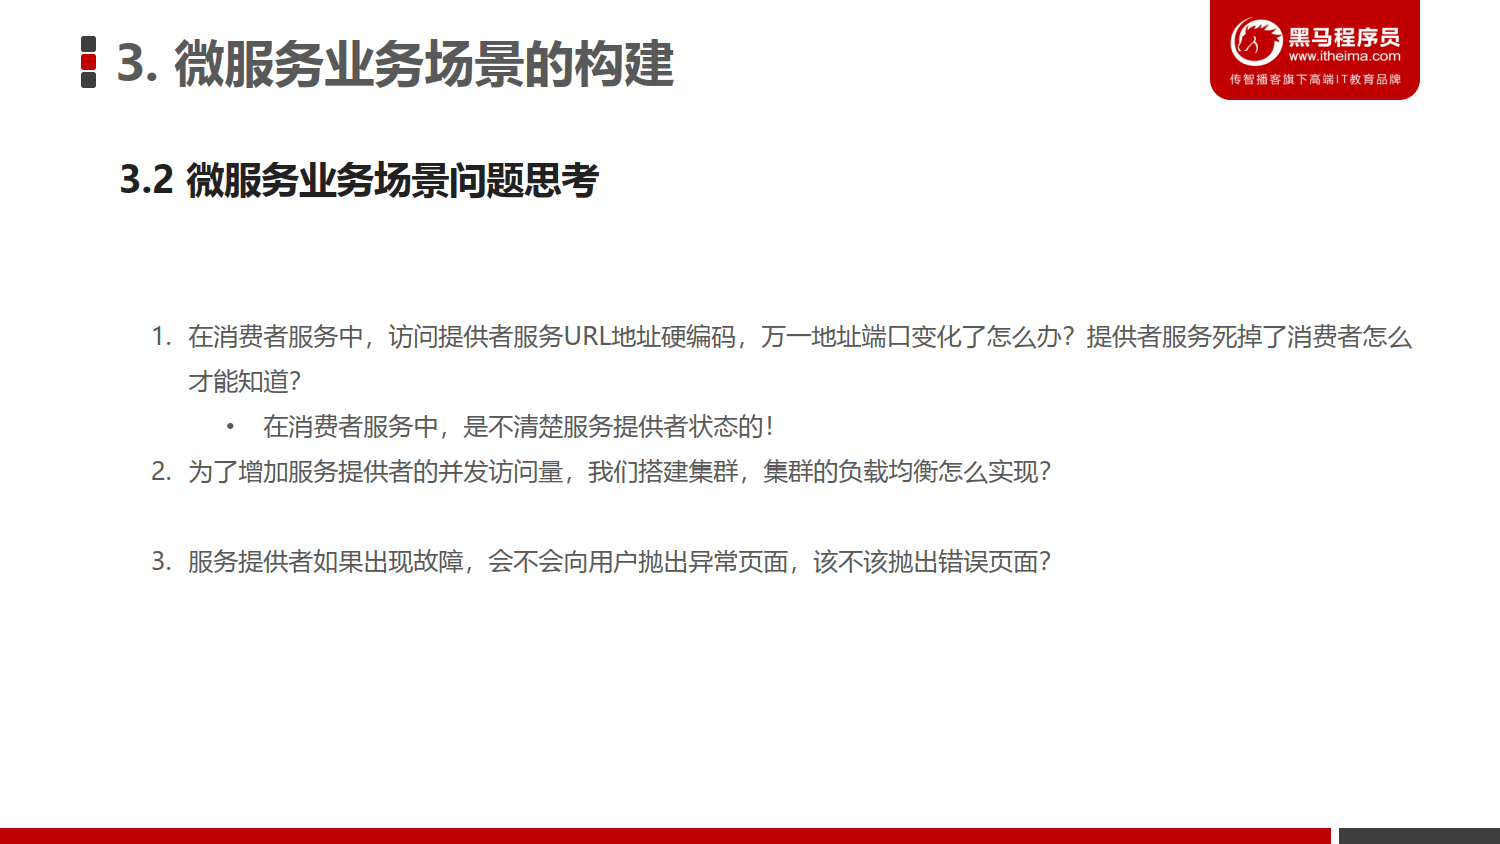 3. 微服务业务场景的构建
黑马程序员
www.itheima.com
传智播客旗下高端IT教育品牌
3.2 微服务业务场景问题思考
1. 在消费者服务中，访问提供者服务URL地址硬编码，万一地址端口变化了怎么办？提供者服务死掉了消费者怎么
才能知道？
• 在消费者服务中，是不清楚服务提供者状态的！
2. 为了增加服务提供者的并发访问量，我们搭建集群，集群的负载均衡怎么实现？
3. 服务提供者如果出现故障，会不会向用户抛出异常页面，该不该抛出错误页面？